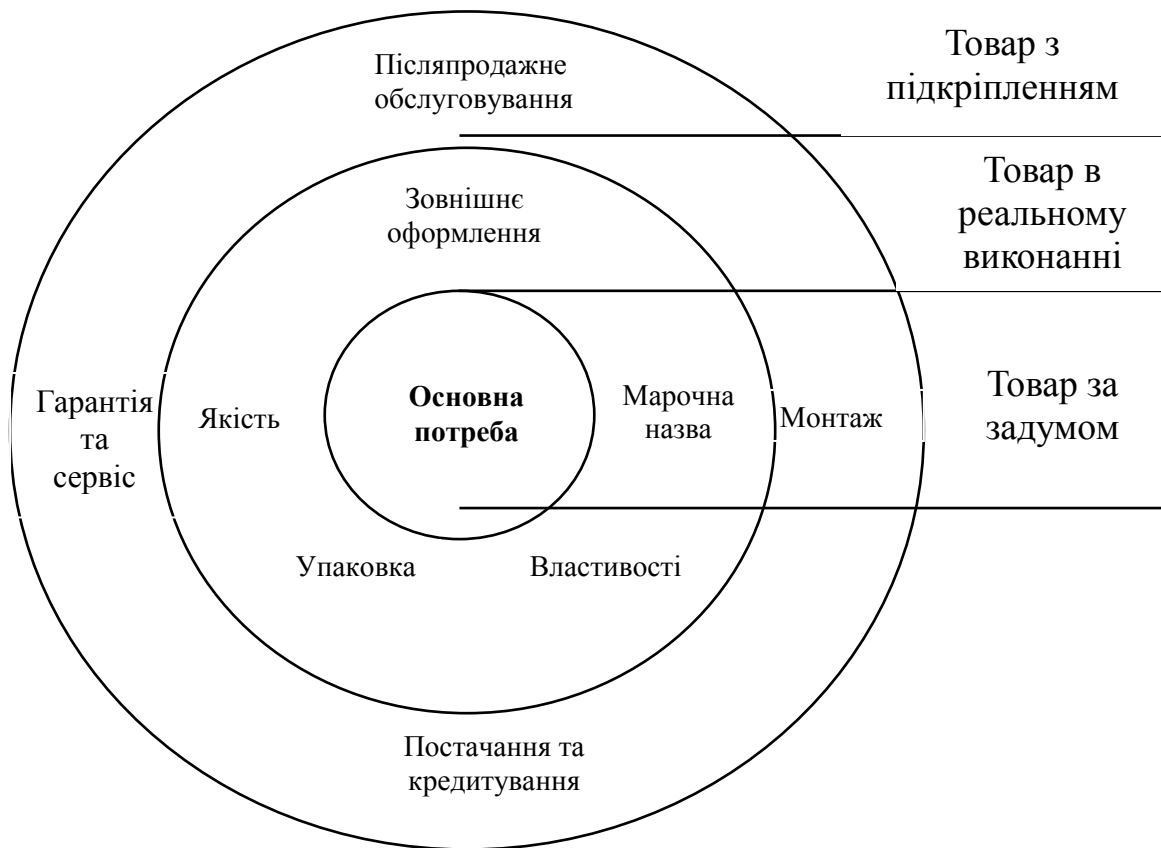 Післяпродажне
обслуговування
Товар з
підкріпленням
Зовнішнє
оформлення
Товар в
реальному
виконанні
Гарантія
та
сервіс
Якість
Основна
потреба
Марочна
назва
Монтаж
Товар за
задумом
Упаковка
Властивості
Постачання та
кредитування